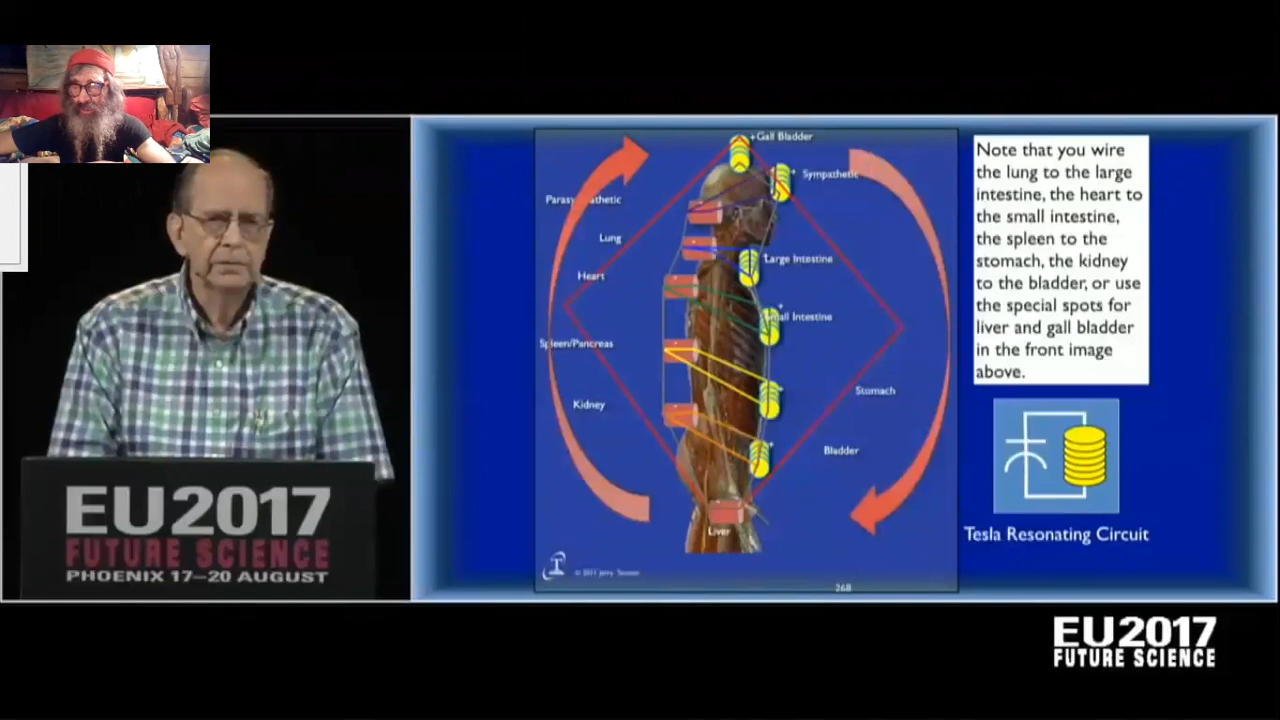 + Gall Bladder
Sympathetic
Lung
Large Intestine
Heart
Small Intestine
Spleen/Pancreas
Stomach
Kidney
Bladder
Liver
T
© 2011 Jerry Tennant
268
Note that you wire
the lung to the large
intestine, the heart to
the small intestine,
the spleen to the
stomach, the kidney
to the bladder, or use
the special spots for
liver and gall bladder
in the front image
above.
Tesla Resonating Circuit
EU2017
FUTURE SCIENCE
PHOENIX 17–20 AUGUST
EU2017
FUTURE SCIENCE